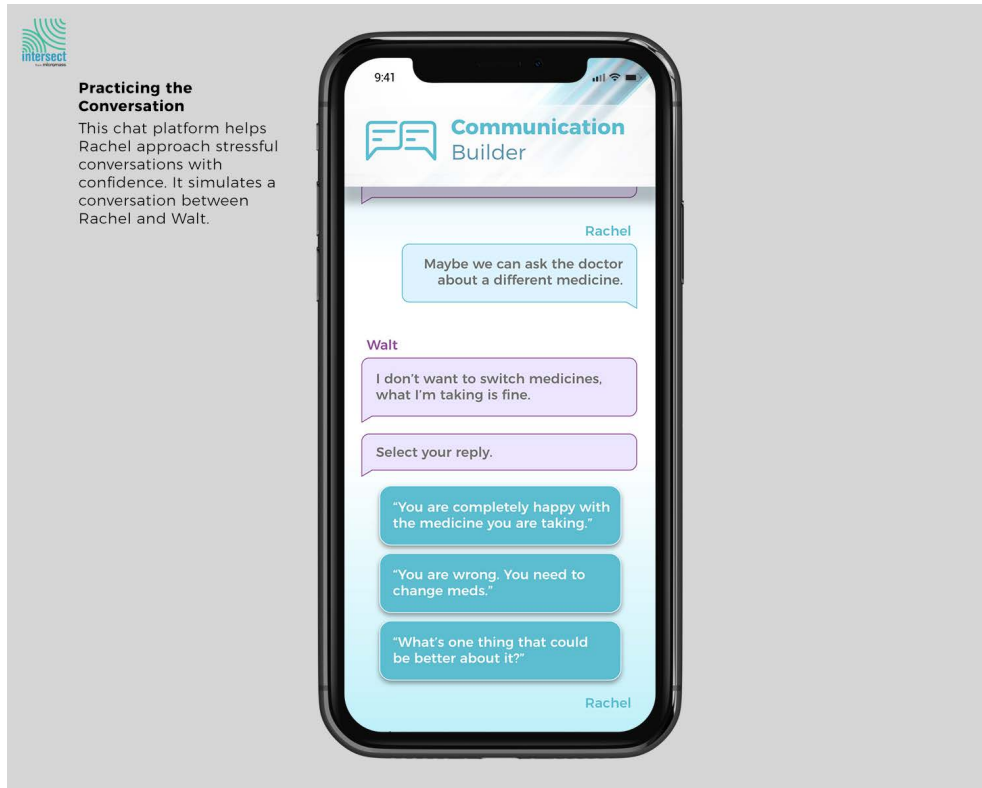 intersect
Practicing the
Conversation
This chat platform helps
Rachel approach stressful
conversations with
confidence. It simulates a
conversation between
Rachel and Walt.
9:41
Communication
Builder
Rachel
Maybe we can ask the doctor
about a different medicine.
Walt
I don't want to switch medicines,
what I'm taking is fine.
Select your reply.
"You are completely happy with
the medicine you are taking."
"You are wrong. You need to
change meds."
"What's one thing that could
be better about it?"
Rachel